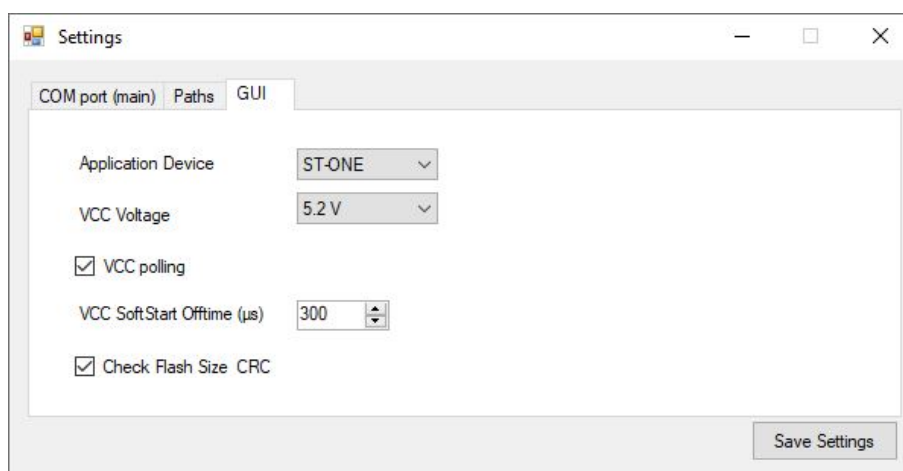 Settings
COM port (main) Paths GUI
Application Device ST-ONE
VCC Voltage 5.2 V
VCC polling
VCC SoftStart Offtime (µs) 300
Check Flash Size CRC
Save Settings